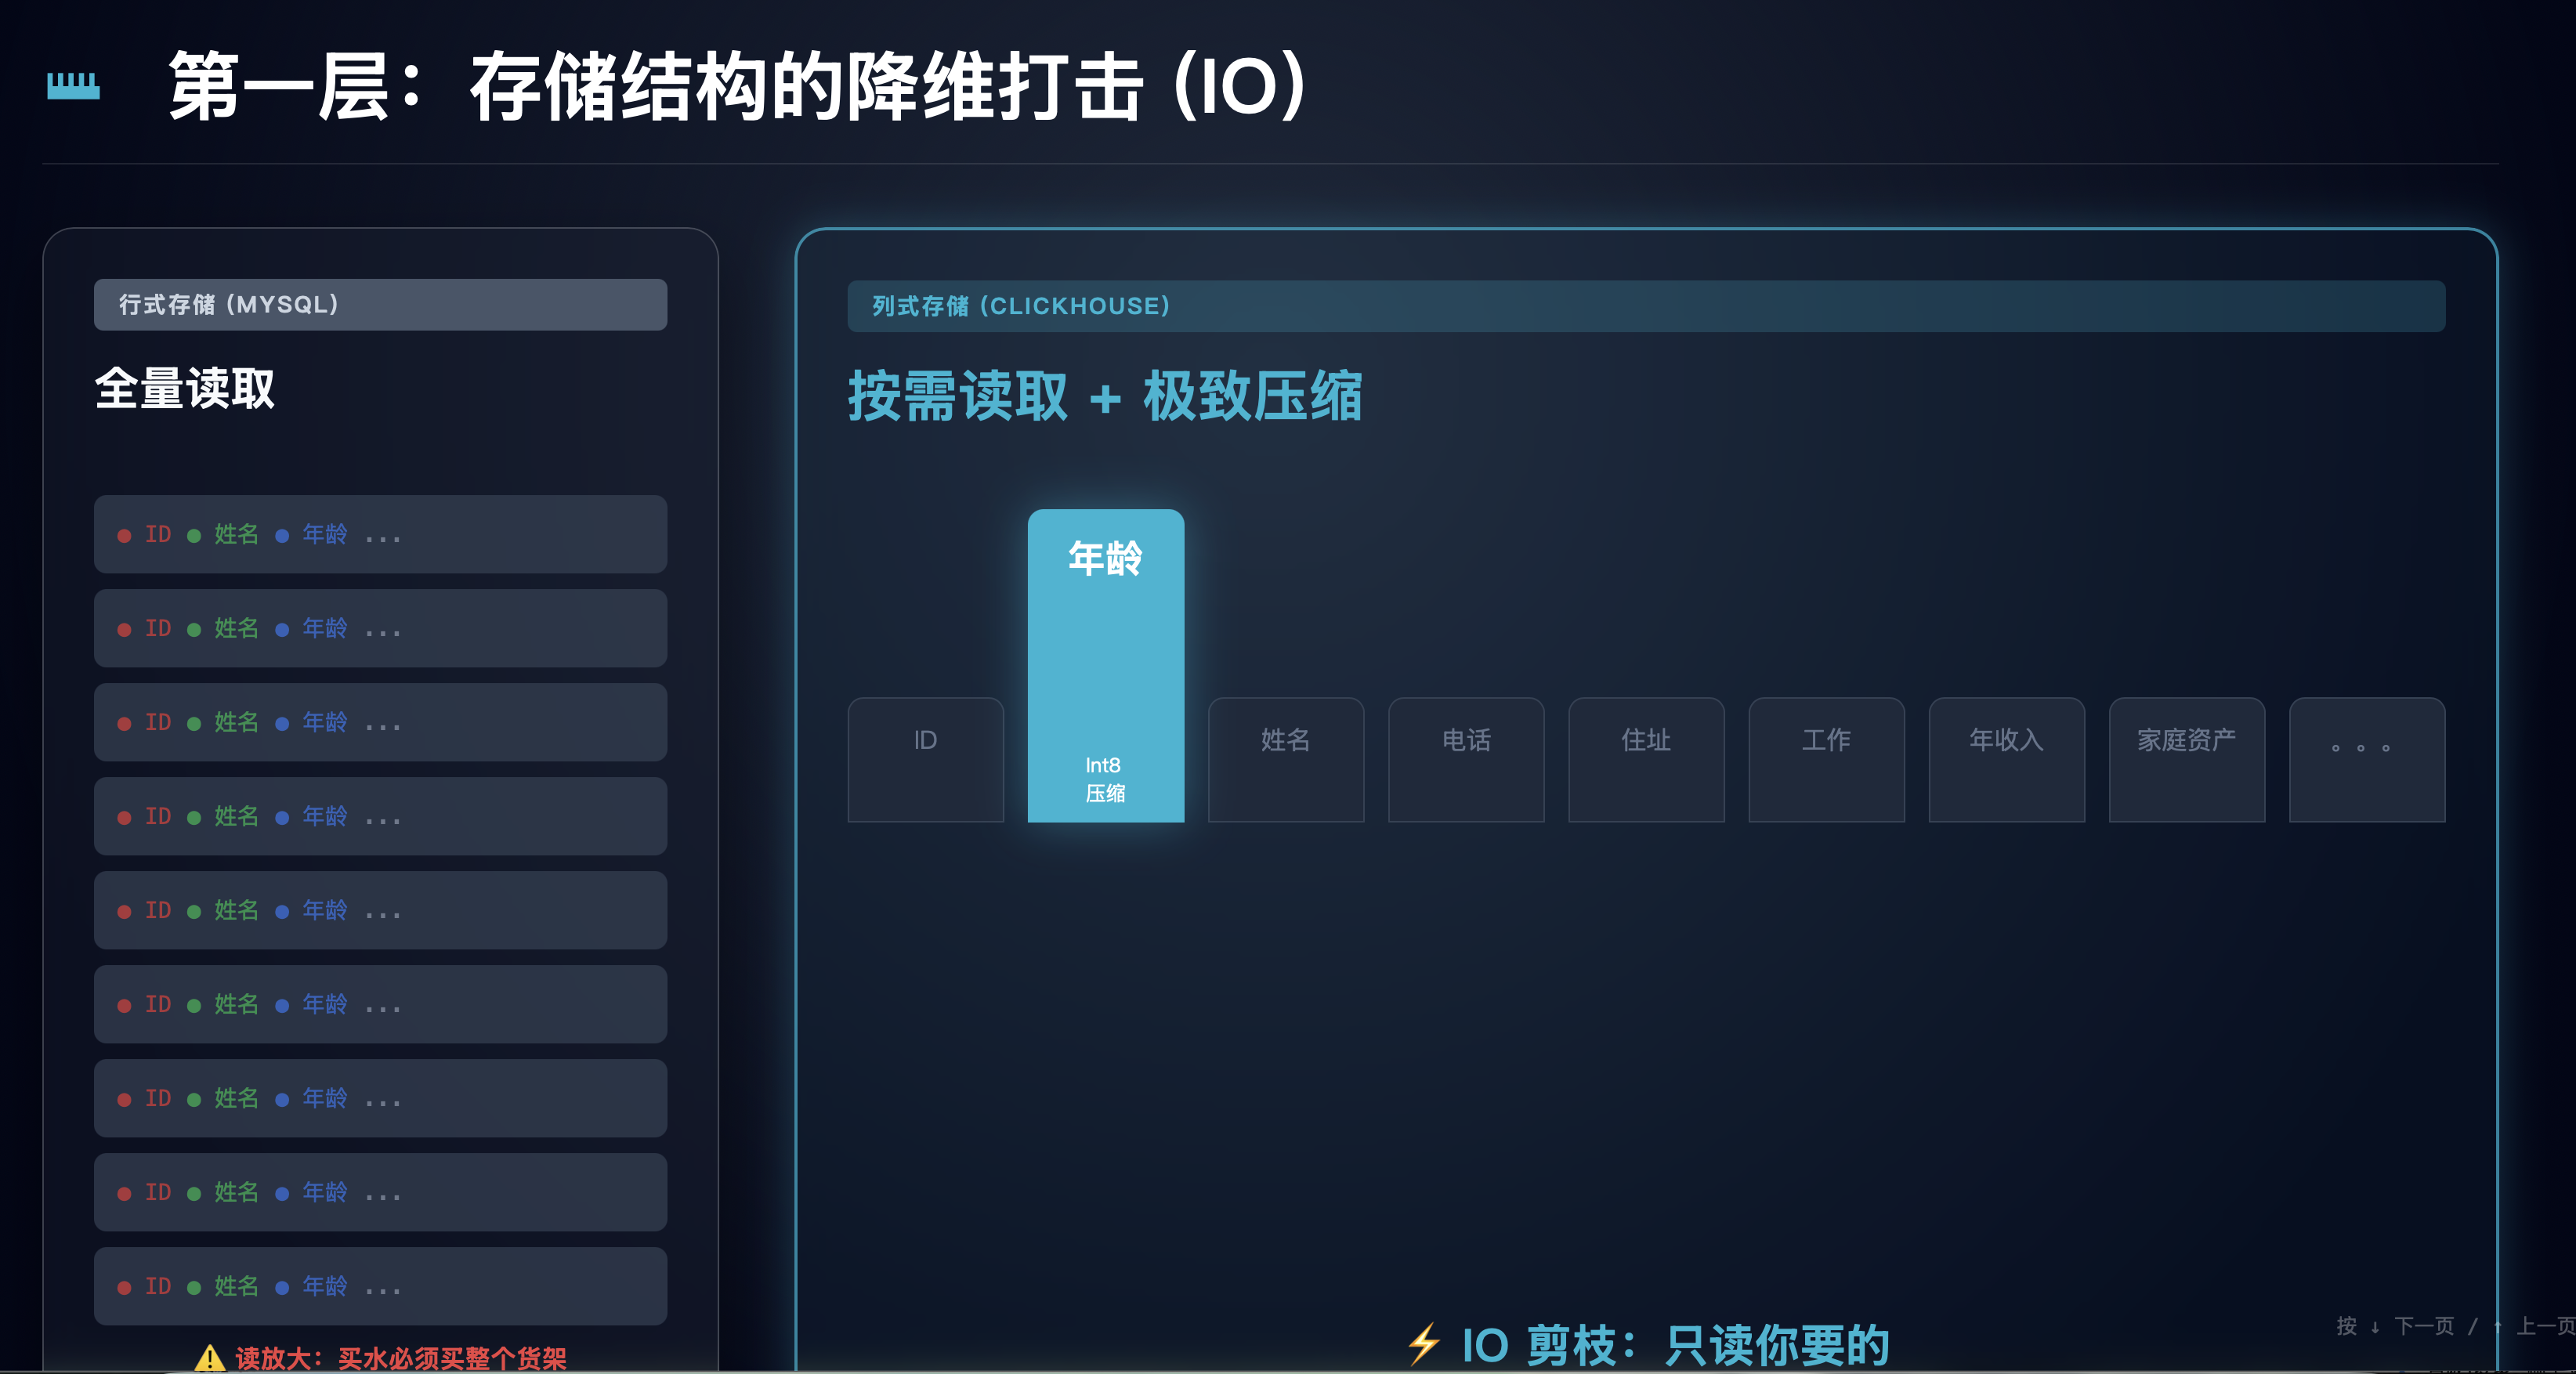 第一层：存储结构的降维打击 (IO)
行式存储 (MYSQL)
全量读取
ID 姓名 年龄 ...
ID 姓名 年龄 ...
ID 姓名 年龄 ...
ID 姓名 年龄 ...
ID 姓名 年龄 ...
ID 姓名 年龄 ...
ID 姓名 年龄 ...
ID 姓名 年龄 ...
ID 姓名 年龄 ...
⚠️ 读放大：买水必须买整个货架
列式存储 (CLICKHOUSE)
按需读取 + 极致压缩
ID
年龄
Int8
压缩
姓名
电话
住址
工作
年收入
家庭资产
。。。
⚡ IO 剪枝：只读你要的
按 ↓ 下一页 / ↑ 上一页